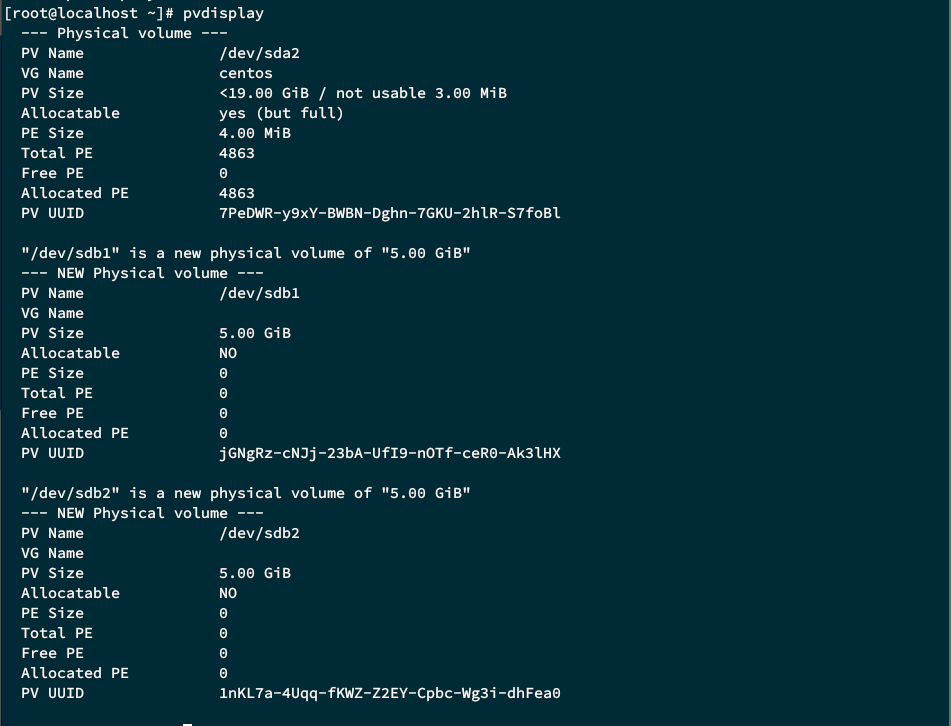 [root@localhost ~]# pvdisplay
--- Physical volume ---
PV Name /dev/sda2
VG Name centos
PV Size <19.00 GiB / not usable 3.00 MiB
Allocatable yes (but full)
PE Size 4.00 MiB
Total PE 4863
Free PE 0
Allocated PE 4863
PV UUID 7PeDWR-y9xY-BWBN-Dghn-7GKU-2hlR-S7foBl
"/dev/sdb1" is a new physical volume of "5.00 GiB"
--- NEW Physical volume ---
PV Name /dev/sdb1
VG Name
PV Size 5.00 GiB
Allocatable NO
PE Size 0
Total PE 0
Free PE 0
Allocated PE 0
PV UUID jGNgRz-cNJj-23bA-UfI9-nOTf-ceR0-Ak3lHX
"/dev/sdb2" is a new physical volume of "5.00 GiB"
--- NEW Physical volume ---
PV Name /dev/sdb2
VG Name
PV Size 5.00 GiB
Allocatable NO
PE Size 0
Total PE 0
Free PE 0
Allocated PE 0
PV UUID 1nKL7a-4Uqq-fKWZ-Z2EY-Cpbc-Wg3i-dhFea0